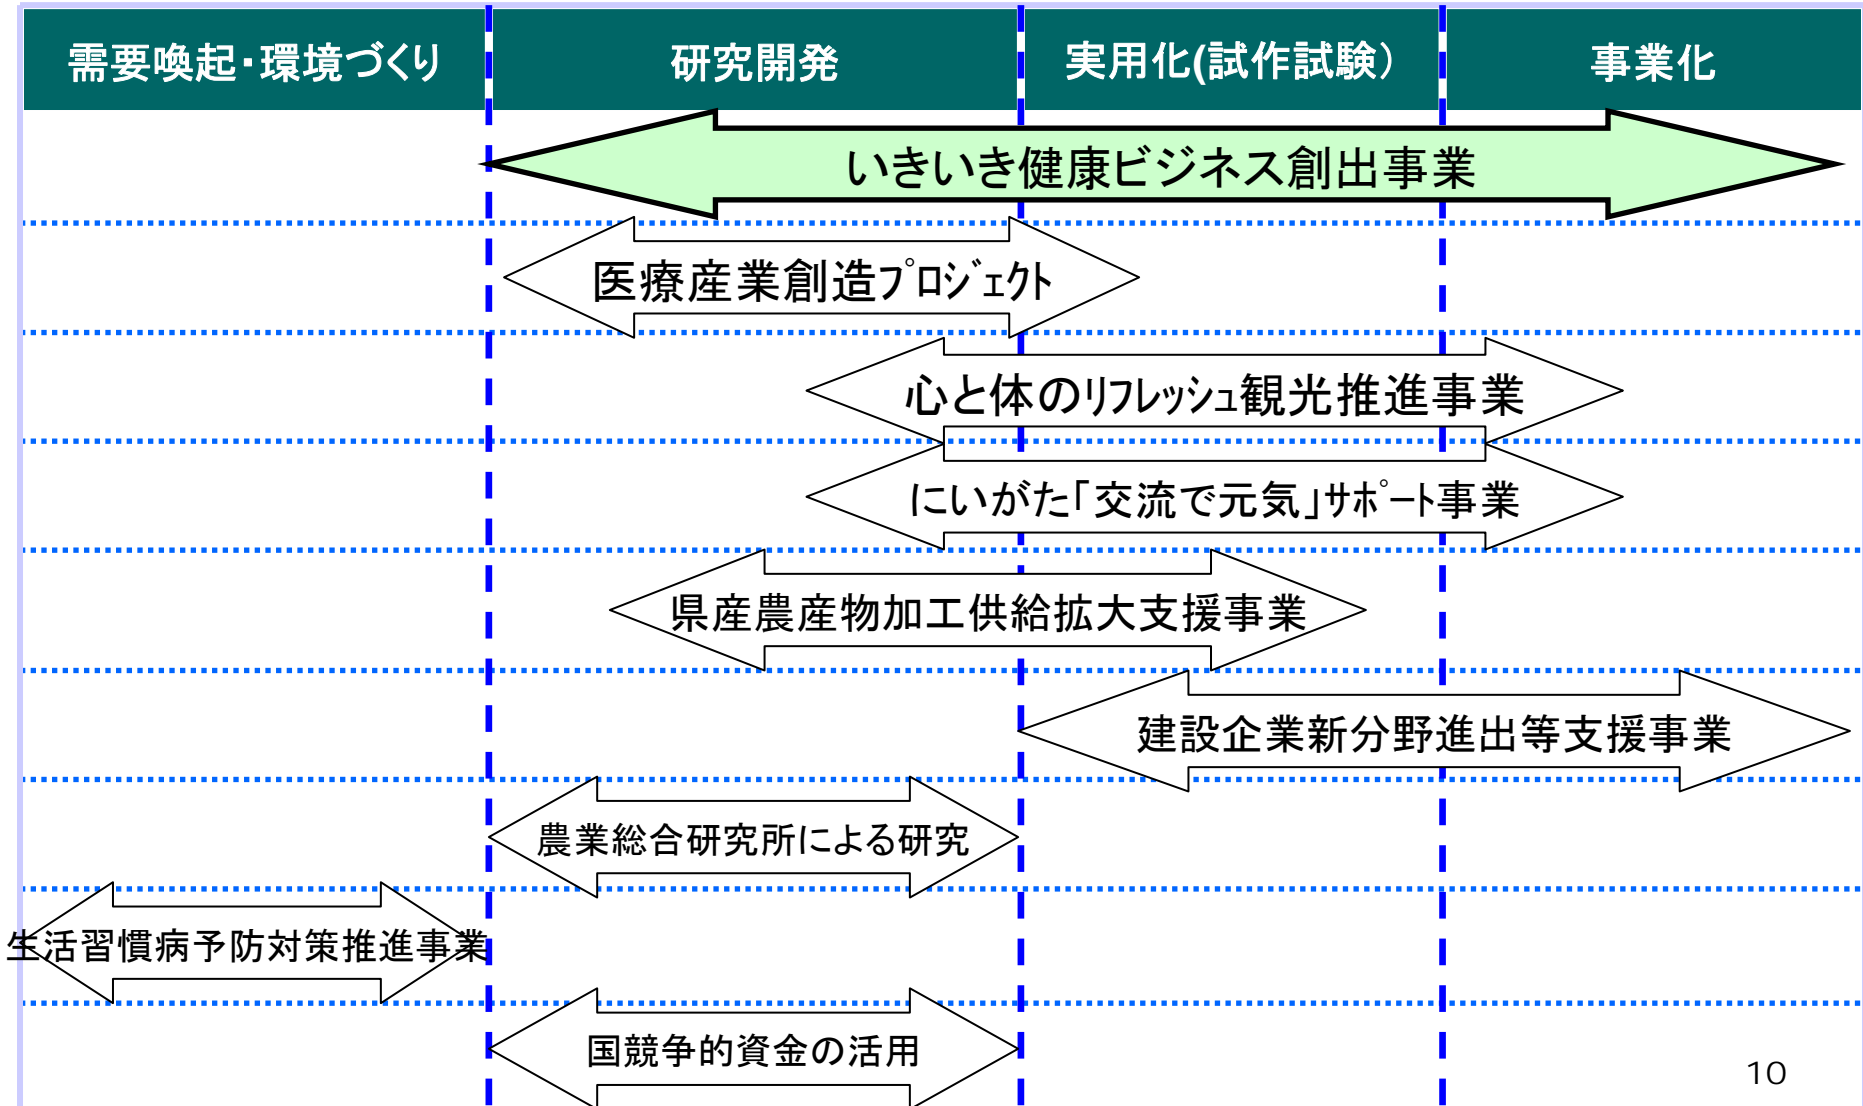 需要喚起・環境づくり
研究開発
実用化(試作試験）
事業化
いきいき健康ビジネス創出事業
医療産業創造ﾌﾟﾛｼﾞｪｸﾄ
心と体のﾘﾌﾚｯｼｭ観光推進事業
にいがた「交流で元気」ｻﾎﾟｰﾄ事業
県産農産物加工供給拡大支援事業
建設企業新分野進出等支援事業
農業総合研究所による研究
生活習慣病予防対策推進事業
国競争的資金の活用
10